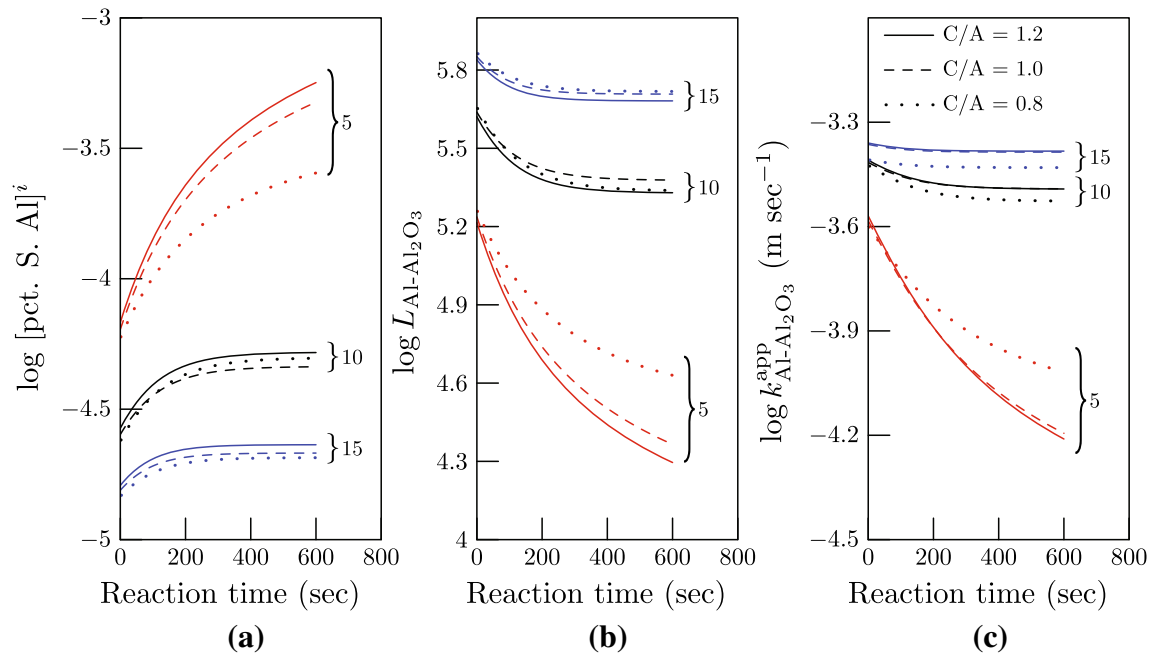 log [pct. S. Al]^i
−3
−3.5
−4
−4.5
−5
5
10
15
0 200 400 600 800
Reaction time (sec)
(a)
log L_Al-Al₂O₃
5.8
5.5
5.2
4.9
4.6
4.3
4
15
10
5
0 200 400 600 800
Reaction time (sec)
(b)
log k^app_Al-Al₂O₃ (m sec⁻¹)
C/A = 1.2
C/A = 1.0
C/A = 0.8
−3.3
−3.6
−3.9
−4.2
−4.5
15
10
5
0 200 400 600 800
Reaction time (sec)
(c)